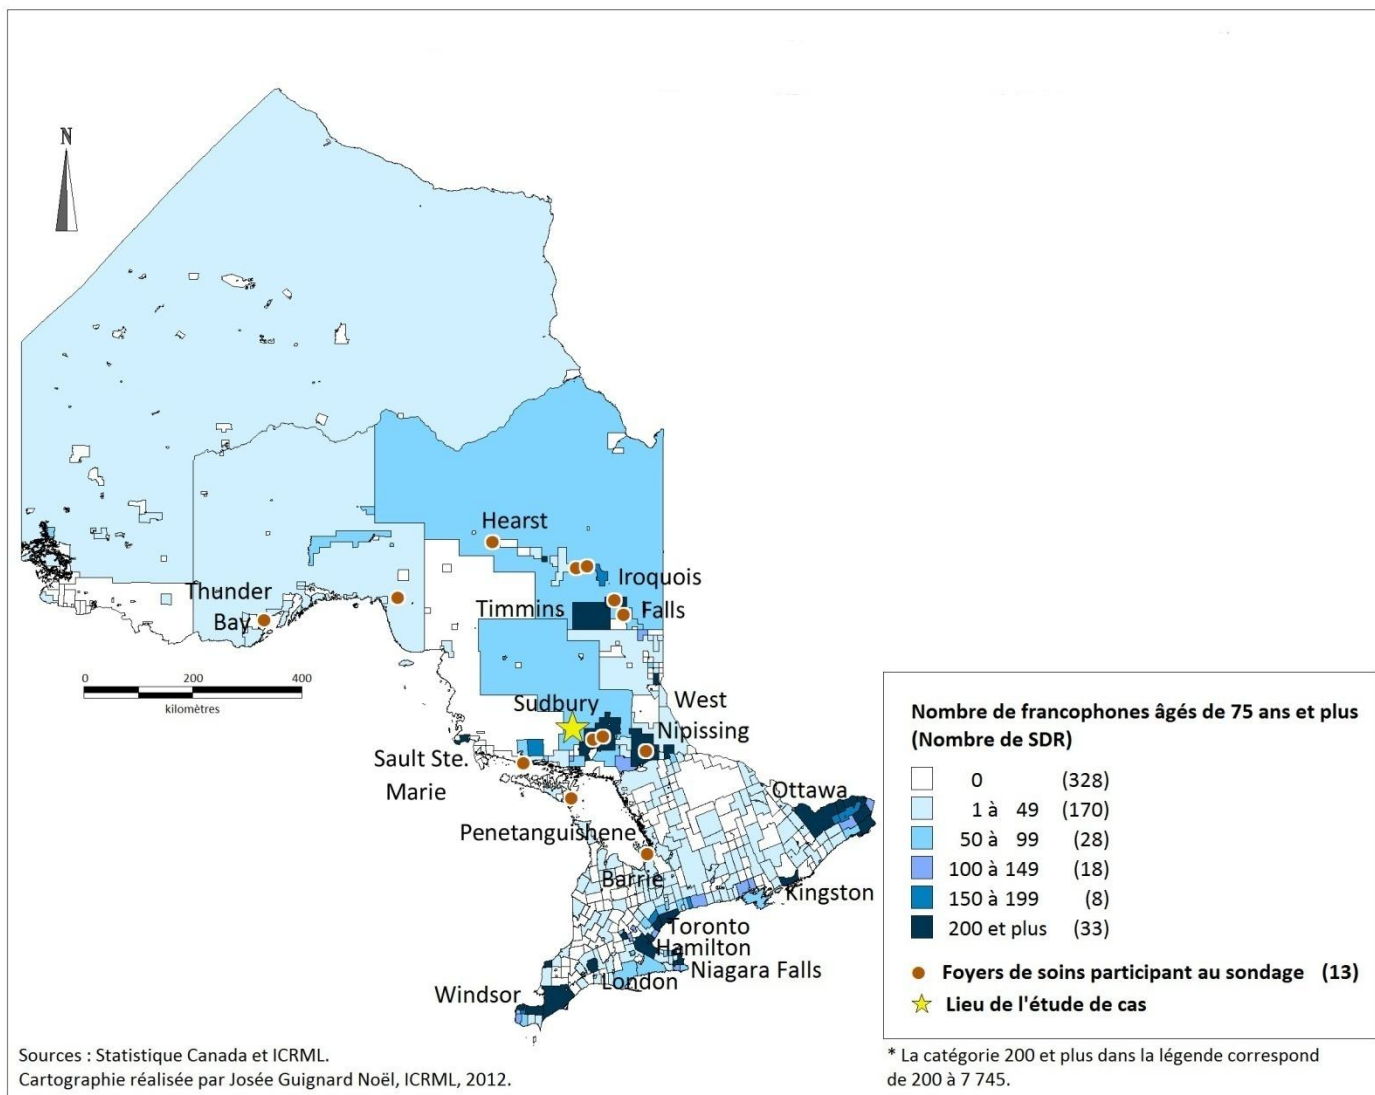 N
Hearst
Iroquois
Falls
Thunder
Bay
Timmins
0 200 400
kilomètres
Sudbury
West
Nipissing
Sault Ste.
Marie
Ottawa
Penetanguishene
Barrie
Kingston
Toronto
Hamilton
Niagara Falls
London
Windsor
Nombre de francophones âgés de 75 ans et plus
(Nombre de SDR)
0 (328)
1 à 49 (170)
50 à 99 (28)
100 à 149 (18)
150 à 199 (8)
200 et plus (33)
Foyers de soins participant au sondage (13)
Lieu de l'étude de cas
Sources : Statistique Canada et ICRML.
Cartographie réalisée par Josée Guignard Noël, ICRML, 2012.
* La catégorie 200 et plus dans la légende correspond
de 200 à 7 745.